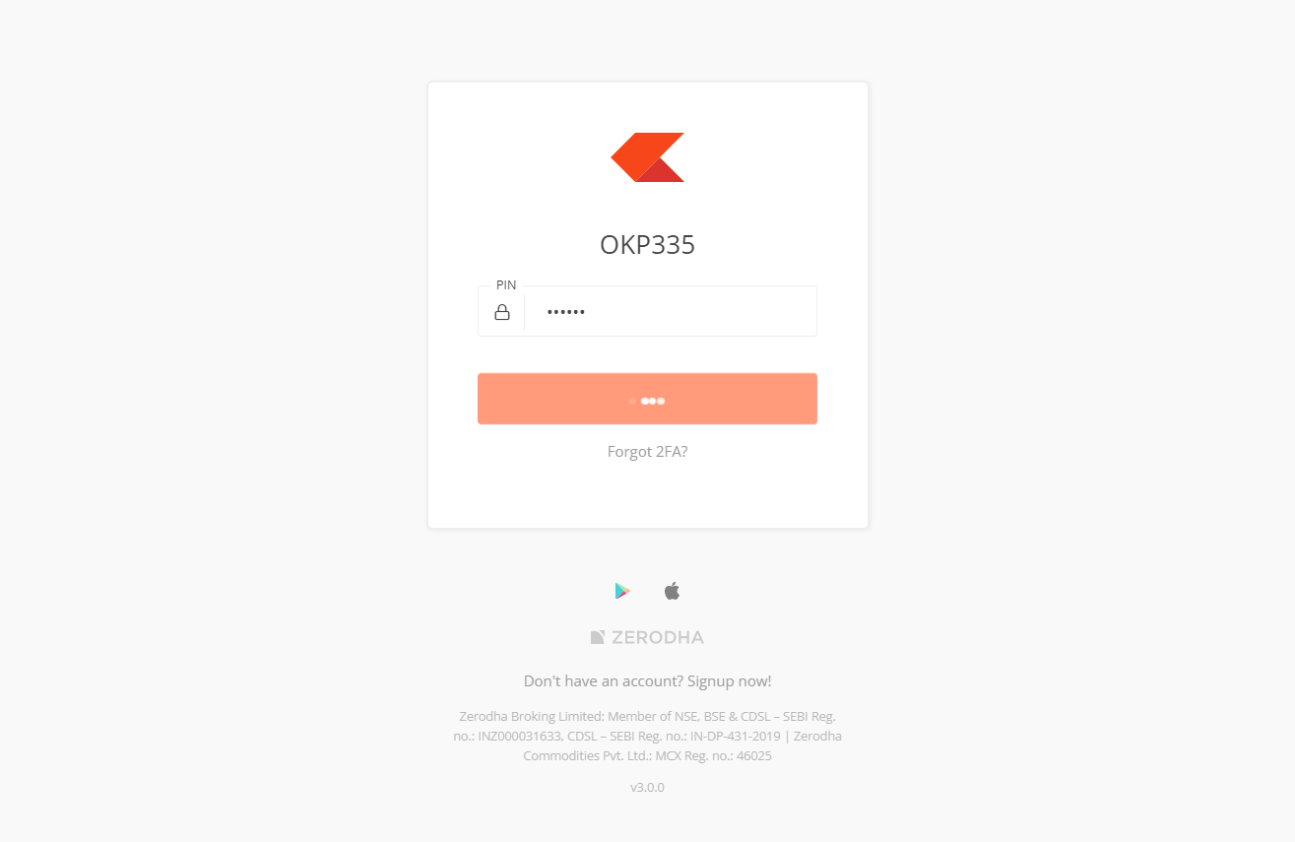 OKP335
PIN
••••••
Forgot 2FA?
ZERODHA
Don't have an account? Signup now!
Zerodha Broking Limited: Member of NSE, BSE & CDSL – SEBI Reg.
no.: INZ000031633, CDSL – SEBI Reg. no.: IN-DP-431-2019 | Zerodha
Commodities Pvt. Ltd.: MCX Reg. no.: 46025
v3.0.0